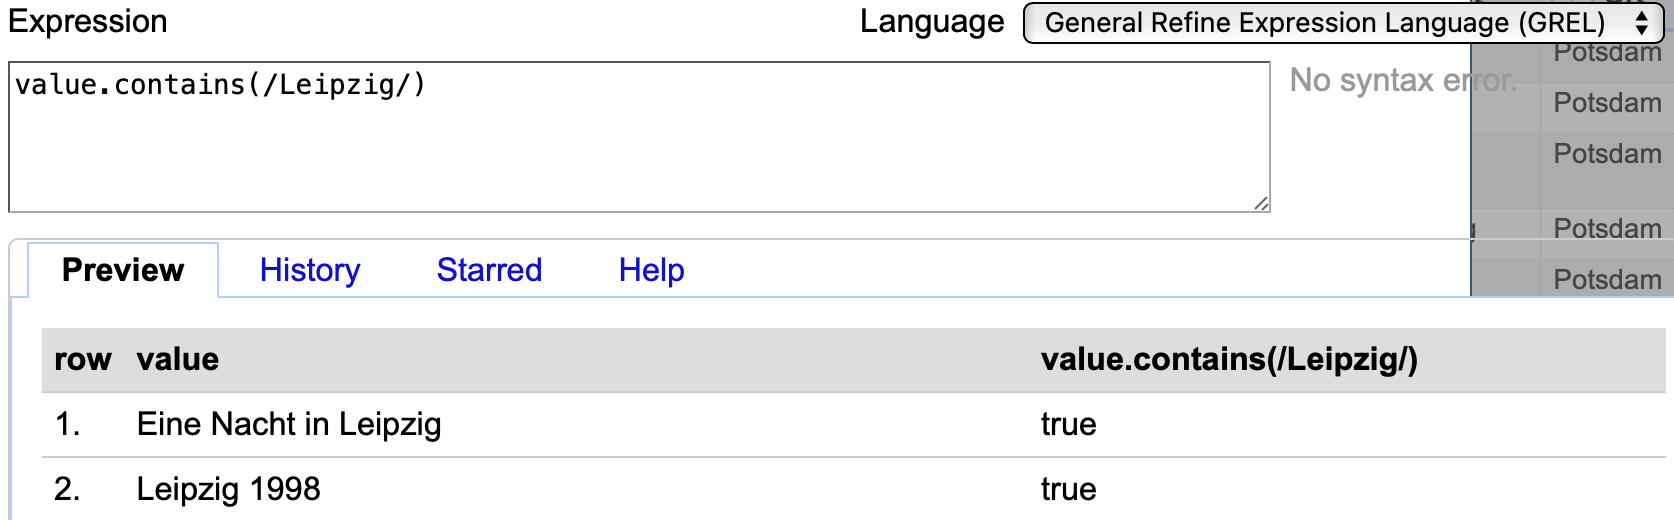 Expression Language General Refine Expression Language (GREL)
Potsdam
value.contains(/Leipzig/) No syntax error.
Potsdam
Potsdam
Potsdam
Preview History Starred Help Potsdam
row value value.contains(/Leipzig/)
1. Eine Nacht in Leipzig true
2. Leipzig 1998 true